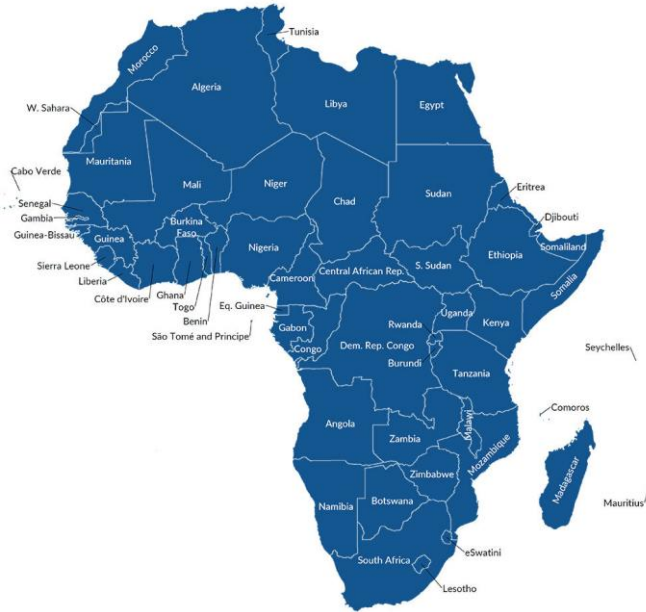 Tunisia
Morocco
Algeria
Libya
Egypt
W. Sahara
Mauritania
Mali
Niger
Chad
Sudan
Eritrea
Cabo Verde
Senegal
Gambia
Guinea-Bissau
Guinea
Burkina
Faso
Nigeria
Djibouti
Somaliland
Ethiopia
Sierra Leone
Liberia
Côte d'Ivoire
Ghana
Togo
Benin
São Tomé and Principe
Cameroon
Central African Rep.
S. Sudan
Somalia
Eq. Guinea
Gabon
Congo
Dem. Rep. Congo
Rwanda
Burundi
Uganda
Kenya
Tanzania
Seychelles
Comoros
Angola
Zambia
Malawi
Mozambique
Zimbabwe
Madagascar
Mauritius
Namibia
Botswana
eSwatini
South Africa
Lesotho